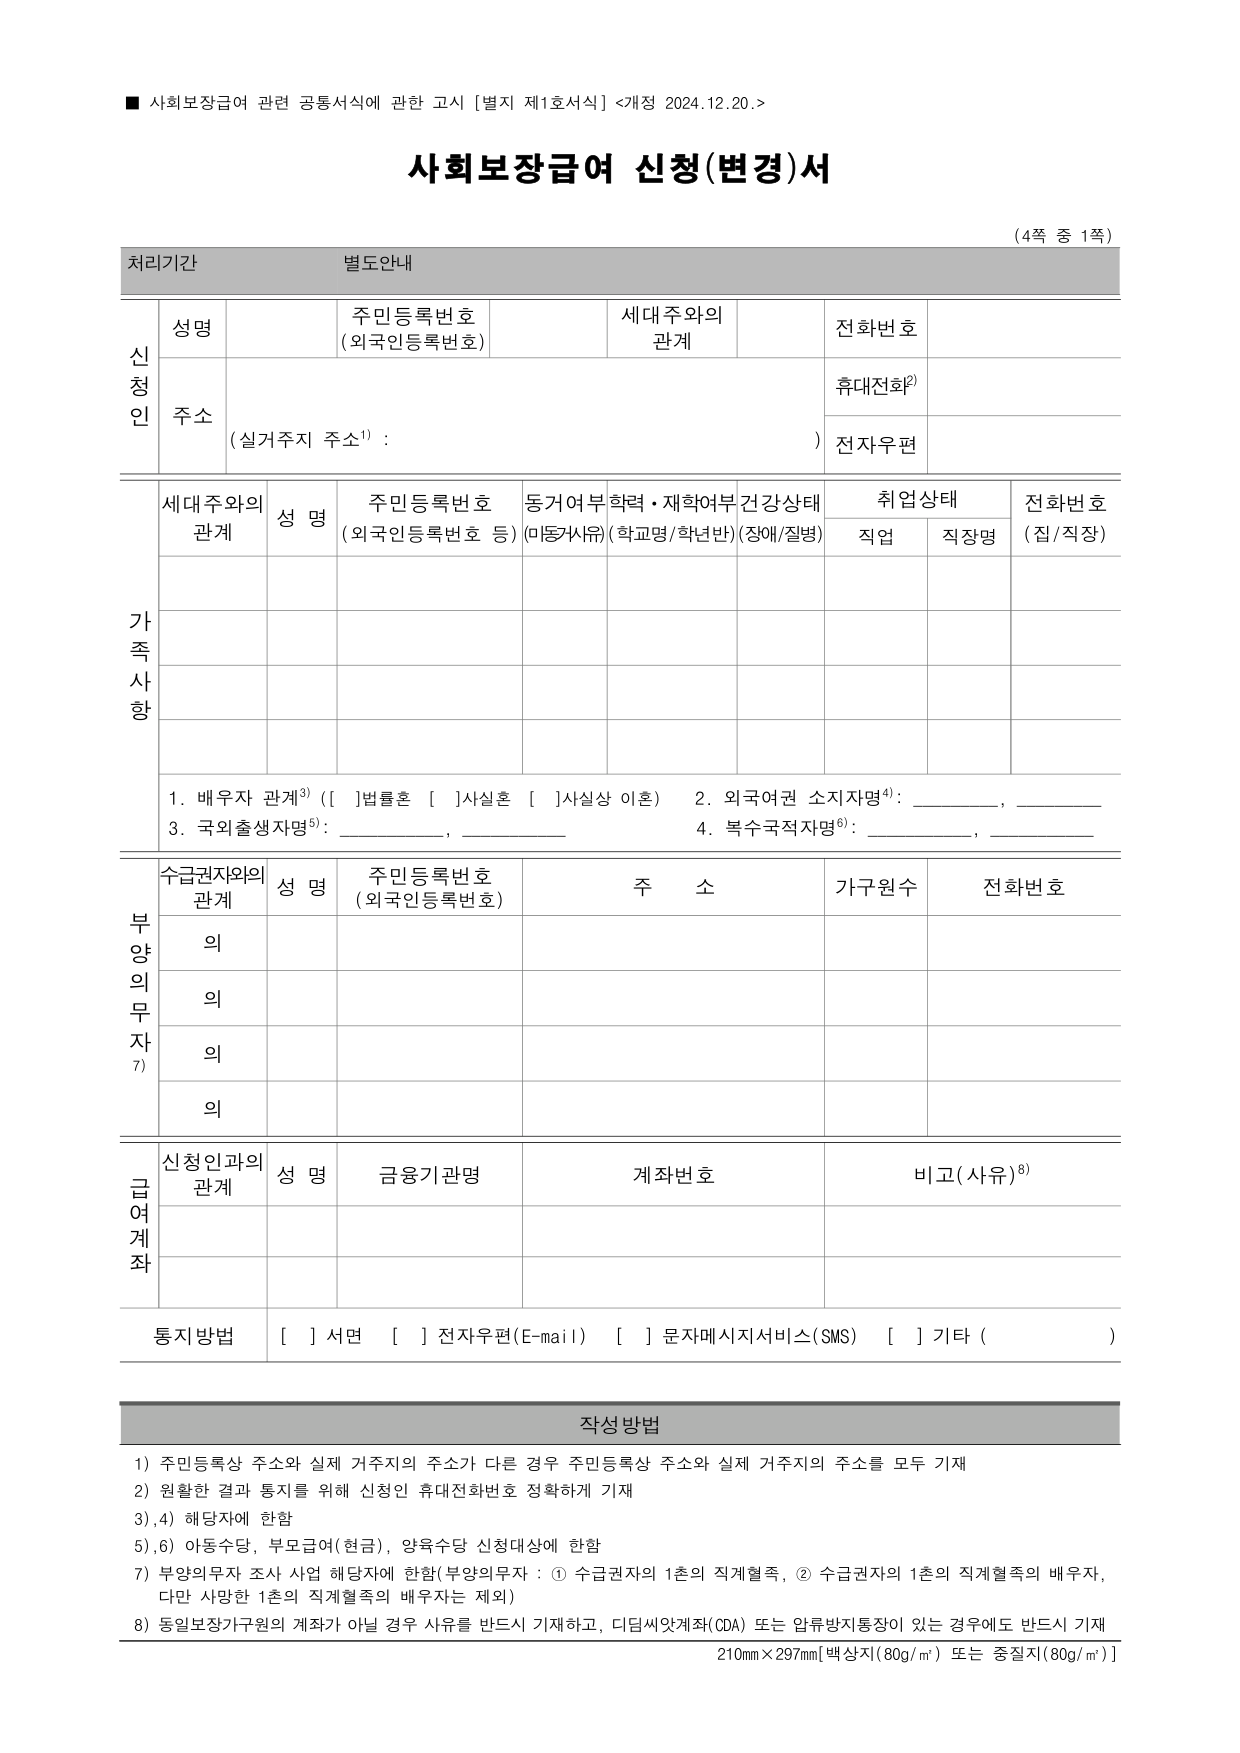 ■ 사회보장급여 관련 공통서식에 관한 고시 [별지 제1호서식] <개정 2024.12.20.>
사회보장급여 신청(변경)서
(4쪽 중 1쪽)
처리기간 별도안내
신청인
성명 주민등록번호 (외국인등록번호) 세대주와의 관계 전화번호
주소 휴대전화2)
(실거주지 주소1) : ) 전자우편
가족사항
세대주와의 관계 성 명 주민등록번호 (외국인등록번호 등) 동거여부 (미동거사유) 학력·재학여부 (학교명/학년반) 건강상태 (장애/질병) 취업상태 직업 직장명 전화번호 (집/직장)
1. 배우자 관계3) ([ ]법률혼 [ ]사실혼 [ ]사실상 이혼) 2. 외국여권 소지자명4): _________, _________
3. 국외출생자명5): ___________, ___________ 4. 복수국적자명6): ___________, ___________
부양의무자7)
수급권자와의 관계 성 명 주민등록번호 (외국인등록번호) 주 소 가구원수 전화번호
의
의
의
의
급여계좌
신청인과의 관계 성 명 금융기관명 계좌번호 비고(사유)8)
통지방법 [ ] 서면 [ ] 전자우편(E-mail) [ ] 문자메시지서비스(SMS) [ ] 기타 ( )
작성방법
1) 주민등록상 주소와 실제 거주지의 주소가 다른 경우 주민등록상 주소와 실제 거주지의 주소를 모두 기재
2) 원활한 결과 통지를 위해 신청인 휴대전화번호 정확하게 기재
3),4) 해당자에 한함
5),6) 아동수당, 부모급여(현금), 양육수당 신청대상에 한함
7) 부양의무자 조사 사업 해당자에 한함(부양의무자 : ① 수급권자의 1촌의 직계혈족, ② 수급권자의 1촌의 직계혈족의 배우자,
다만 사망한 1촌의 직계혈족의 배우자는 제외)
8) 동일보장가구원의 계좌가 아닐 경우 사유를 반드시 기재하고, 디딤씨앗계좌(CDA) 또는 압류방지통장이 있는 경우에도 반드시 기재
210㎜×297㎜[백상지(80g/㎡) 또는 중질지(80g/㎡)]